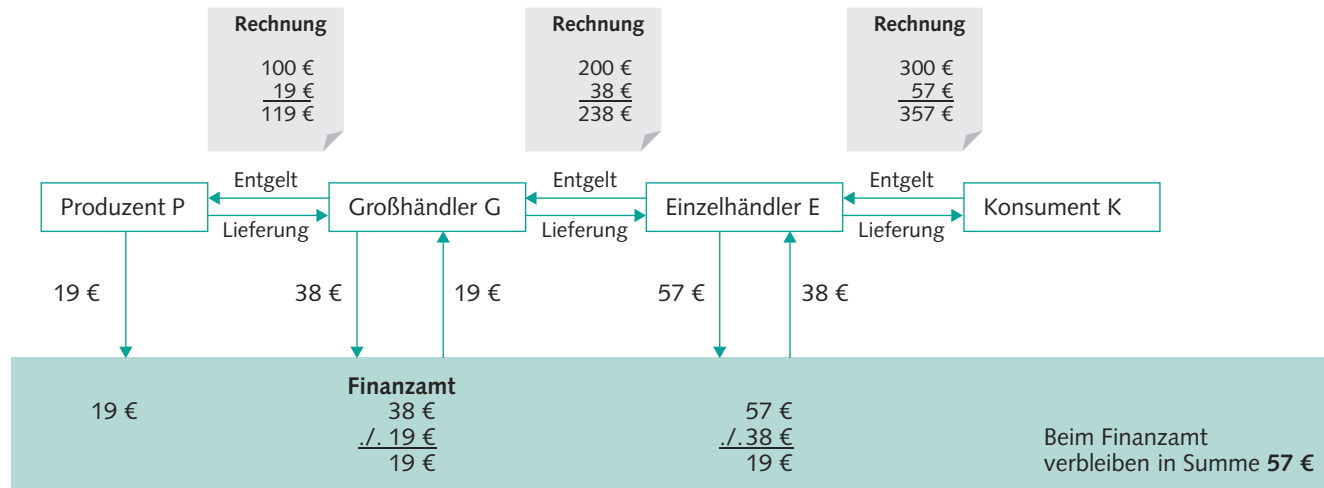 Rechnung
100 €
19 €
119 €
Rechnung
200 €
38 €
238 €
Rechnung
300 €
57 €
357 €
Produzent P
Entgelt
Lieferung
Großhändler G
Entgelt
Lieferung
Einzelhändler E
Entgelt
Lieferung
Konsument K
19 €
38 €
19 €
57 €
38 €
Finanzamt
19 €
38 €
./. 19 €
19 €
57 €
./. 38 €
19 €
Beim Finanzamt
verbleiben in Summe 57 €